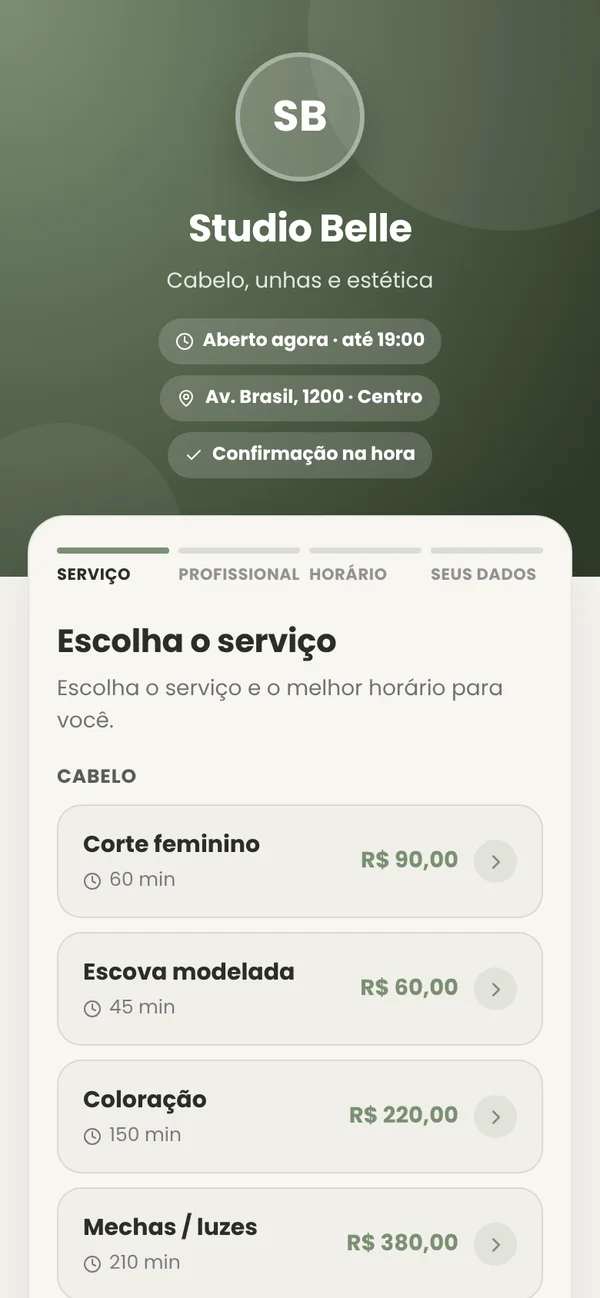 SB
Studio Belle
Cabelo, unhas e estética
Aberto agora · até 19:00
Av. Brasil, 1200 · Centro
Confirmação na hora
SERVIÇO PROFISSIONAL HORÁRIO SEUS DADOS
Escolha o serviço
Escolha o serviço e o melhor horário para
você.
CABELO
Corte feminino
60 min
R$ 90,00
Escova modelada
45 min
R$ 60,00
Coloração
150 min
R$ 220,00
Mechas / luzes
210 min
R$ 380,00